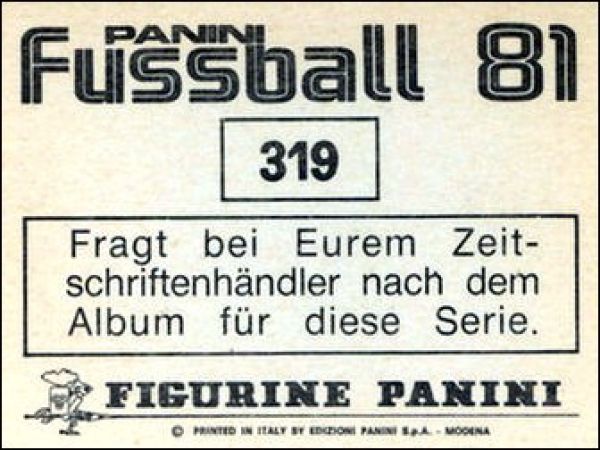 PANINI
Fussball 81
319
Fragt bei Eurem Zeit-
schriftenhändler nach dem
Album für diese Serie.
FIGURINE PANINI
© PRINTED IN ITALY BY EDIZIONI PANINI S.p.A. - MODENA